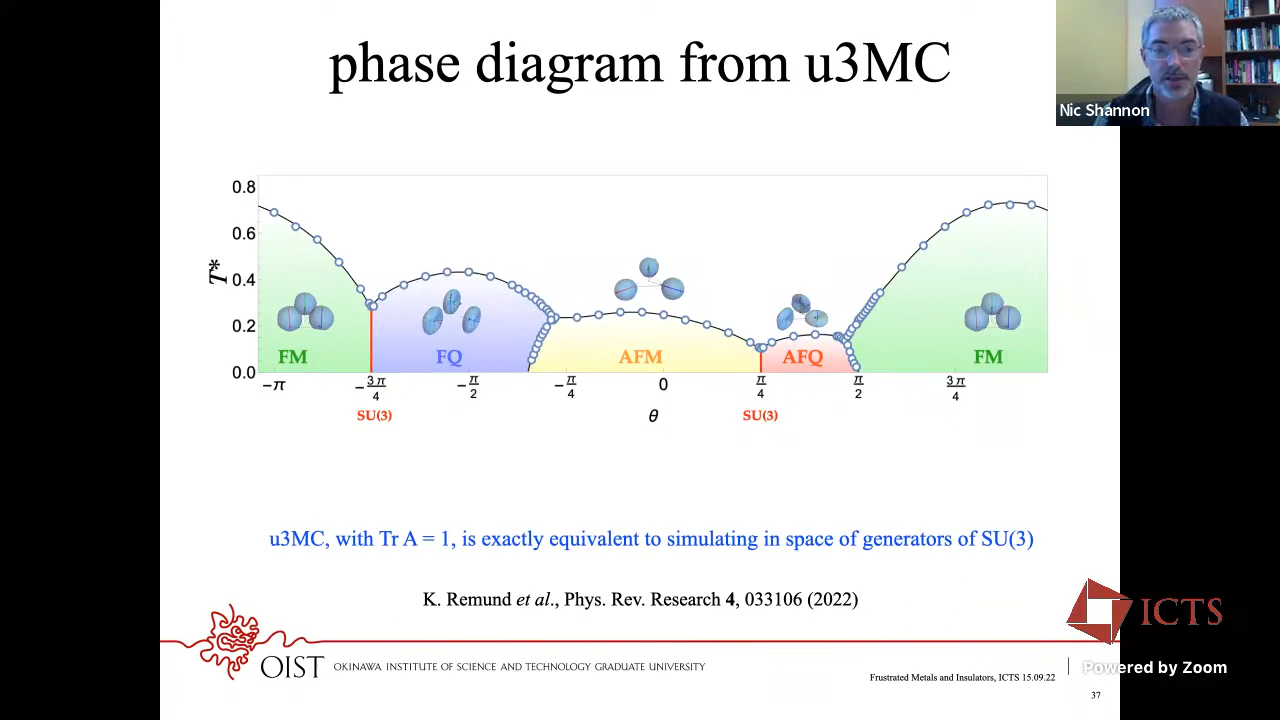 phase diagram from u3MC
Nic Shannon
0.8
0.6
0.4
0.2
0.0
T*
FM
FQ
AFM
AFQ
FM
−π
−3π/4
−π/2
−π/4
0
π/4
π/2
3π/4
SU(3)
θ
SU(3)
u3MC, with Tr A = 1, is exactly equivalent to simulating in space of generators of SU(3)
K. Remund et al., Phys. Rev. Research 4, 033106 (2022)
ICTS
OIST
OKINAWA INSTITUTE OF SCIENCE AND TECHNOLOGY GRADUATE UNIVERSITY
Powered by Zoom
Frustrated Metals and Insulators, ICTS 15.09.22
37